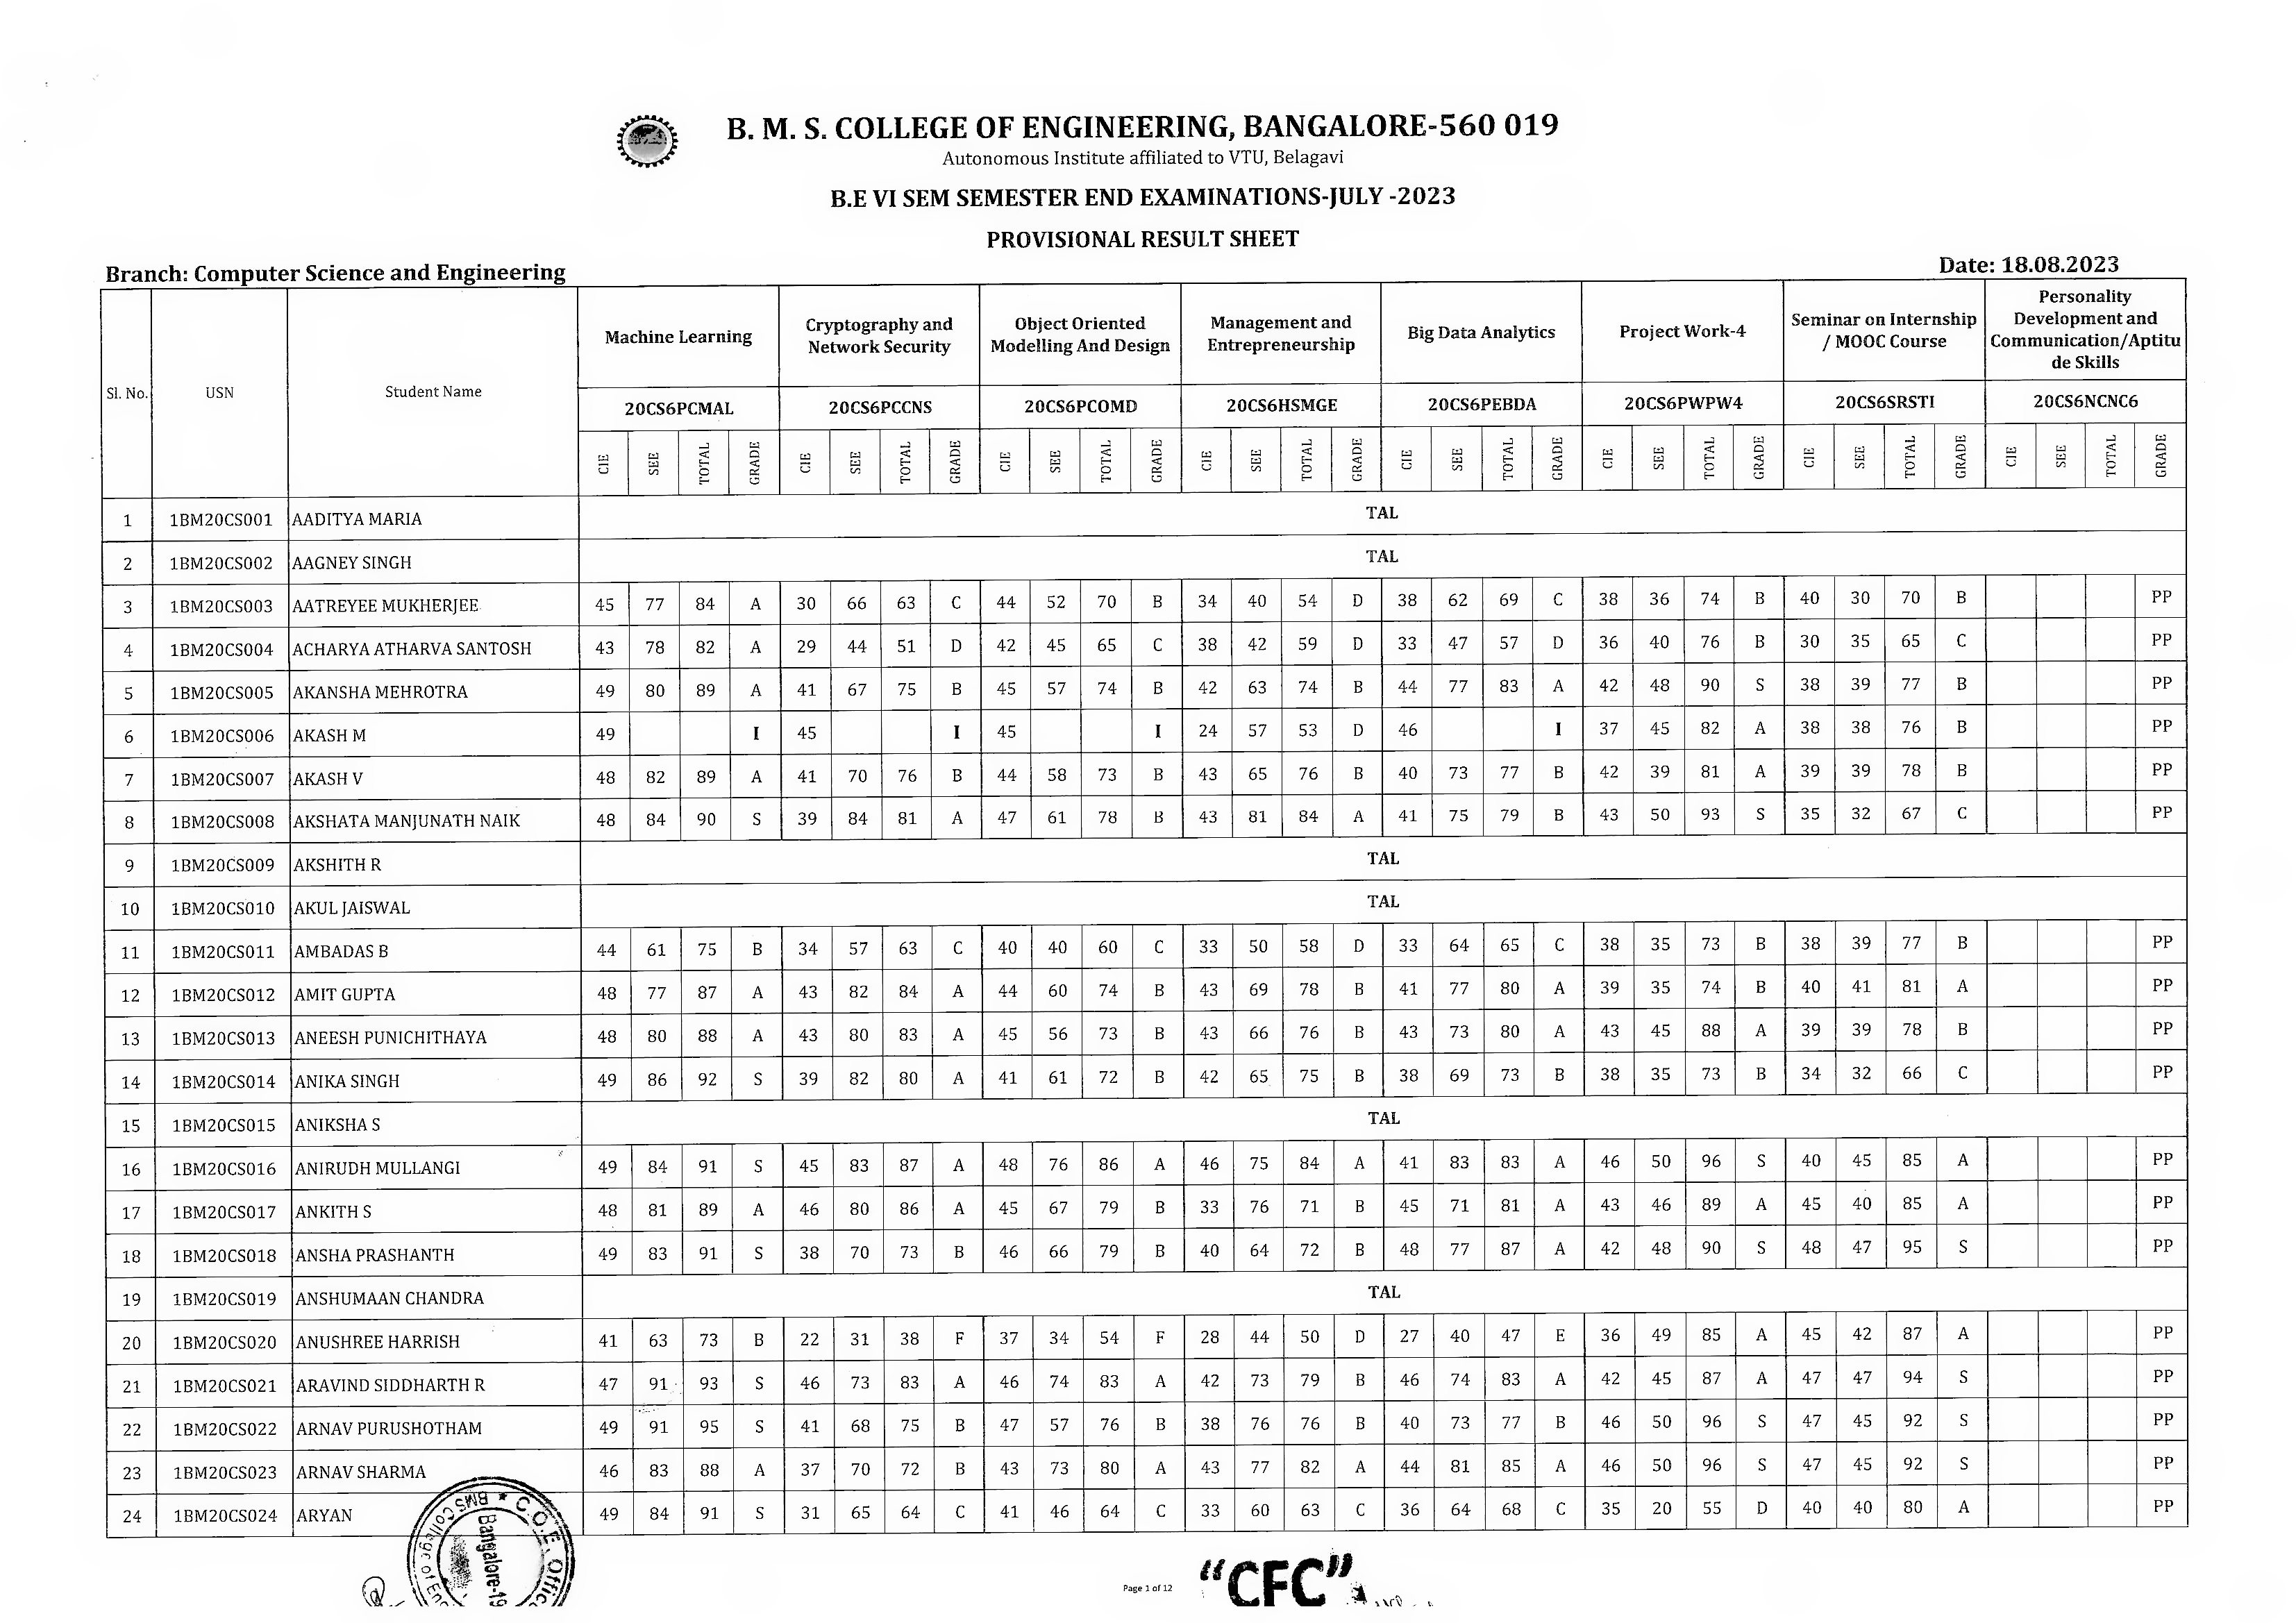 B. M. S. COLLEGE OF ENGINEERING, BANGALORE-560 019
Autonomous Institute affiliated to VTU, Belagavi
B.E VI SEM SEMESTER END EXAMINATIONS-JULY -2023
PROVISIONAL RESULT SHEET
Branch: Computer Science and Engineering Date: 18.08.2023
Sl. No. USN Student Name
Machine Learning
Cryptography and
Network Security
Object Oriented
Modelling And Design
Management and
Entrepreneurship
Big Data Analytics
Project Work-4
Seminar on Internship
/ MOOC Course
Personality
Development and
Communication/Aptitu
de Skills
20CS6PCMAL 20CS6PCCNS 20CS6PCOMD 20CS6HSMGE 20CS6PEBDA 20CS6PWPW4 20CS6SRSTI 20CS6NCNC6
CIE SEE TOTAL GRADE CIE SEE TOTAL GRADE CIE SEE TOTAL GRADE CIE SEE TOTAL GRADE CIE SEE TOTAL GRADE CIE SEE TOTAL GRADE CIE SEE TOTAL GRADE CIE SEE TOTAL GRADE
1 1BM20CS001 AADITYA MARIA TAL
2 1BM20CS002 AAGNEY SINGH TAL
3 1BM20CS003 AATREYEE MUKHERJEE 45 77 84 A 30 66 63 C 44 52 70 B 34 40 54 D 38 62 69 C 38 36 74 B 40 30 70 B PP
4 1BM20CS004 ACHARYA ATHARVA SANTOSH 43 78 82 A 29 44 51 D 42 45 65 C 38 42 59 D 33 47 57 D 36 40 76 B 30 35 65 C PP
5 1BM20CS005 AKANSHA MEHROTRA 49 80 89 A 41 67 75 B 45 57 74 B 42 63 74 B 44 77 83 A 42 48 90 S 38 39 77 B PP
6 1BM20CS006 AKASH M 49 I 45 I 45 I 24 57 53 D 46 I 37 45 82 A 38 38 76 B PP
7 1BM20CS007 AKASH V 48 82 89 A 41 70 76 B 44 58 73 B 43 65 76 B 40 73 77 B 42 39 81 A 39 39 78 B PP
8 1BM20CS008 AKSHATA MANJUNATH NAIK 48 84 90 S 39 84 81 A 47 61 78 B 43 81 84 A 41 75 79 B 43 50 93 S 35 32 67 C PP
9 1BM20CS009 AKSHITH R TAL
10 1BM20CS010 AKUL JAISWAL TAL
11 1BM20CS011 AMBADAS B 44 61 75 B 34 57 63 C 40 40 60 C 33 50 58 D 33 64 65 C 38 35 73 B 38 39 77 B PP
12 1BM20CS012 AMIT GUPTA 48 77 87 A 43 82 84 A 44 60 74 B 43 69 78 B 41 77 80 A 39 35 74 B 40 41 81 A PP
13 1BM20CS013 ANEESH PUNICHITHAYA 48 80 88 A 43 80 83 A 45 56 73 B 43 66 76 B 43 73 80 A 43 45 88 A 39 39 78 B PP
14 1BM20CS014 ANIKA SINGH 49 86 92 S 39 82 80 A 41 61 72 B 42 65 75 B 38 69 73 B 38 35 73 B 34 32 66 C PP
15 1BM20CS015 ANIKSHA S TAL
16 1BM20CS016 ANIRUDH MULLANGI 49 84 91 S 45 83 87 A 48 76 86 A 46 75 84 A 41 83 83 A 46 50 96 S 40 45 85 A PP
17 1BM20CS017 ANKITH S 48 81 89 A 46 80 86 A 45 67 79 B 33 76 71 B 45 71 81 A 43 46 89 A 45 40 85 A PP
18 1BM20CS018 ANSHA PRASHANTH 49 83 91 S 38 70 73 B 46 66 79 B 40 64 72 B 48 77 87 A 42 48 90 S 48 47 95 S PP
19 1BM20CS019 ANSHUMAAN CHANDRA TAL
20 1BM20CS020 ANUSHREE HARRISH 41 63 73 B 22 31 38 F 37 34 54 F 28 44 50 D 27 40 47 E 36 49 85 A 45 42 87 A PP
21 1BM20CS021 ARAVIND SIDDHARTH R 47 91 93 S 46 73 83 A 46 74 83 A 42 73 79 B 46 74 83 A 42 45 87 A 47 47 94 S PP
22 1BM20CS022 ARNAV PURUSHOTHAM 49 91 95 S 41 68 75 B 47 57 76 B 38 76 76 B 40 73 77 B 46 50 96 S 47 45 92 S PP
23 1BM20CS023 ARNAV SHARMA 46 83 88 A 37 70 72 B 43 73 80 A 43 77 82 A 44 81 85 A 46 50 96 S 47 45 92 S PP
24 1BM20CS024 ARYAN 49 84 91 S 31 65 64 C 41 46 64 C 33 60 63 C 36 64 68 C 35 20 55 D 40 40 80 A PP
C.O.E. Offic
BMS College of En
Bangalore-19
Page 1 of 12
"CFC"